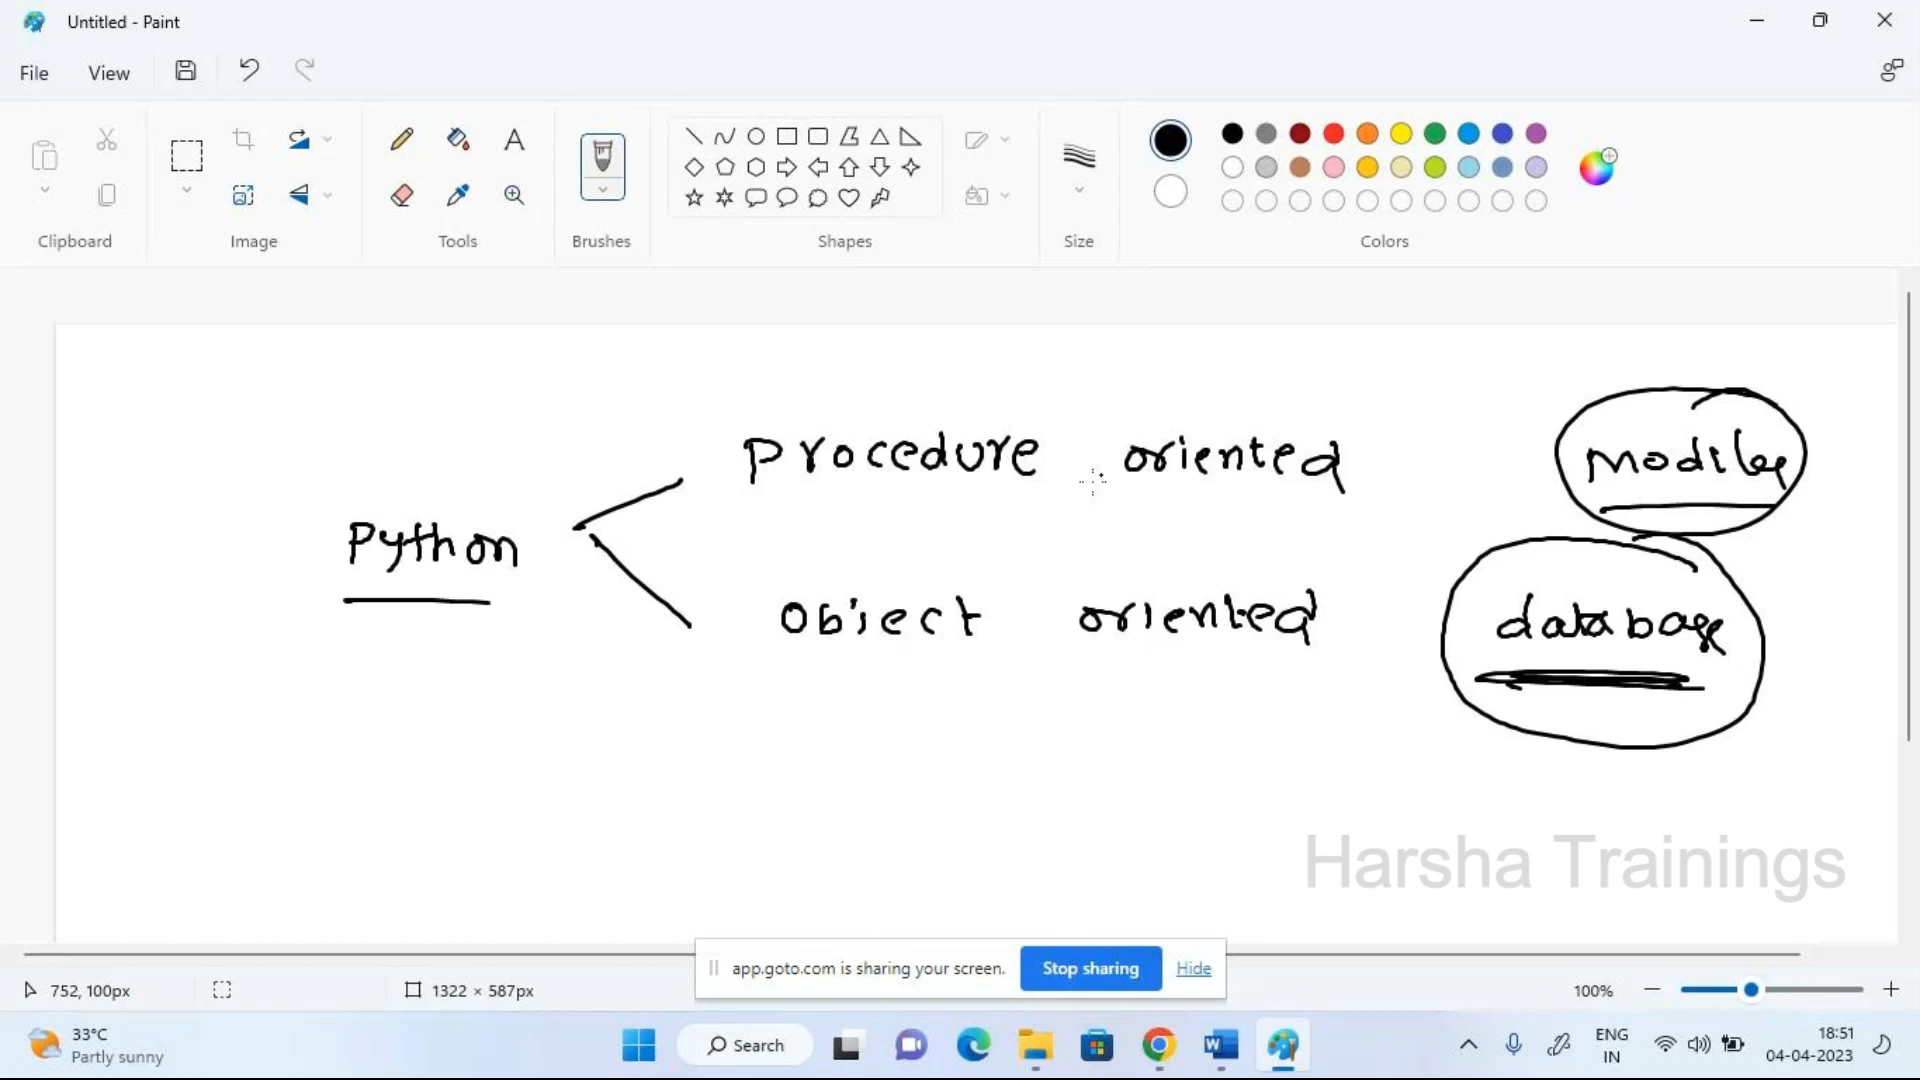 Untitled - Paint
File View
Clipboard Image Tools Brushes Shapes Size Colors
Procedure oriented
Python
Object oriented
database
Harsha Trainings
app.goto.com is sharing your screen. Stop sharing Hide
752, 100px 1322 × 587px 100%
33°C
Partly sunny
Search
ENG
IN
18:51
04-04-2023